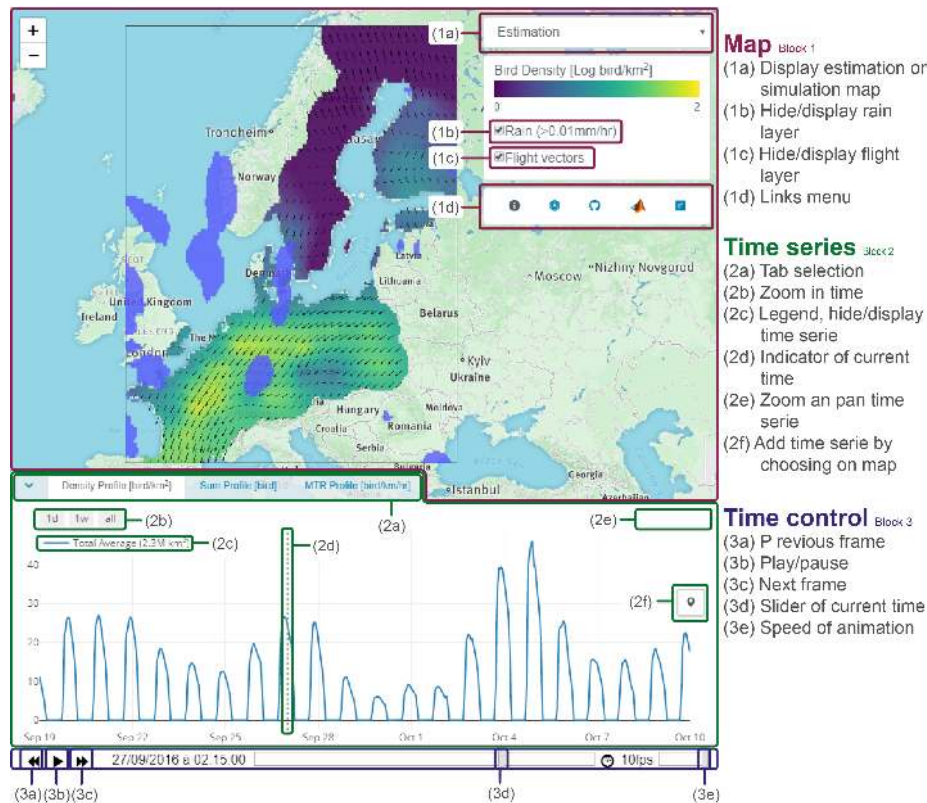 +
−
(1a)
Estimation
Bird Density [Log bird/km²]
0
2
(1b)
Rain (>0.01mm/hr)
(1c)
Flight vectors
(1d)
Trondheim
Norway
Latvia
Lithuania
Moscow
Nizhny Novgorod
Belarus
United Kingdom
Ireland
London
Kyiv
Ukraine
Hungary
Moldova
Croatia
Romania
Serbia
Georgia
Istanbul
Azerbaijan
Map Block 1
(1a) Display estimation or
simulation map
(1b) Hide/display rain
layer
(1c) Hide/display flight
layer
(1d) Links menu
Time series Block 2
(2a) Tab selection
(2b) Zoom in time
(2c) Legend, hide/display
time serie
(2d) Indicator of current
time
(2e) Zoom an pan time
serie
(2f) Add time serie by
choosing on map
Time control Block 3
(3a) P revious frame
(3b) Play/pause
(3c) Next frame
(3d) Slider of current time
(3e) Speed of animation
Density Profile [bird/km²]
Sum Profile [bird]
MTR Profile [bird/km/hr]
(2a)
1d 1w all
(2b)
(2e)
Total Average (2.3M km²)
(2c)
(2d)
(2f)
40
30
20
10
0
Sep 19
Sep 22
Sep 25
Sep 28
Oct 1
Oct 4
Oct 7
Oct 10
27/09/2016 à 02:15:00
10fps
(3a)
(3b)
(3c)
(3d)
(3e)